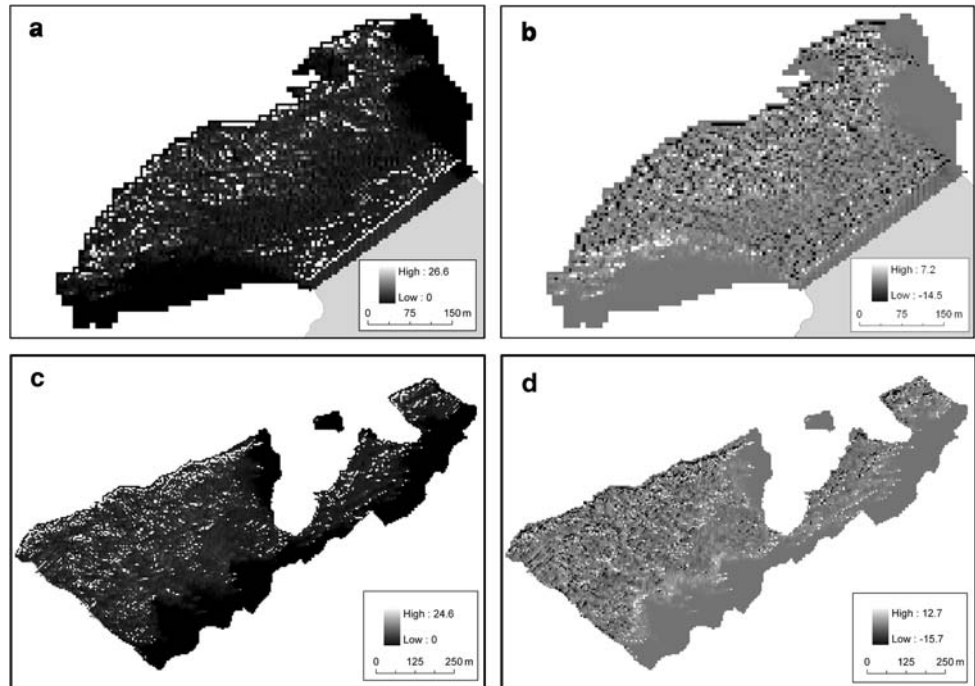 a
High : 26.6
Low : 0
0 75 150 m
b
High : 7.2
Low : -14.5
0 75 150 m
c
High : 24.6
Low : 0
0 125 250 m
d
High : 12.7
Low : -15.7
0 125 250 m